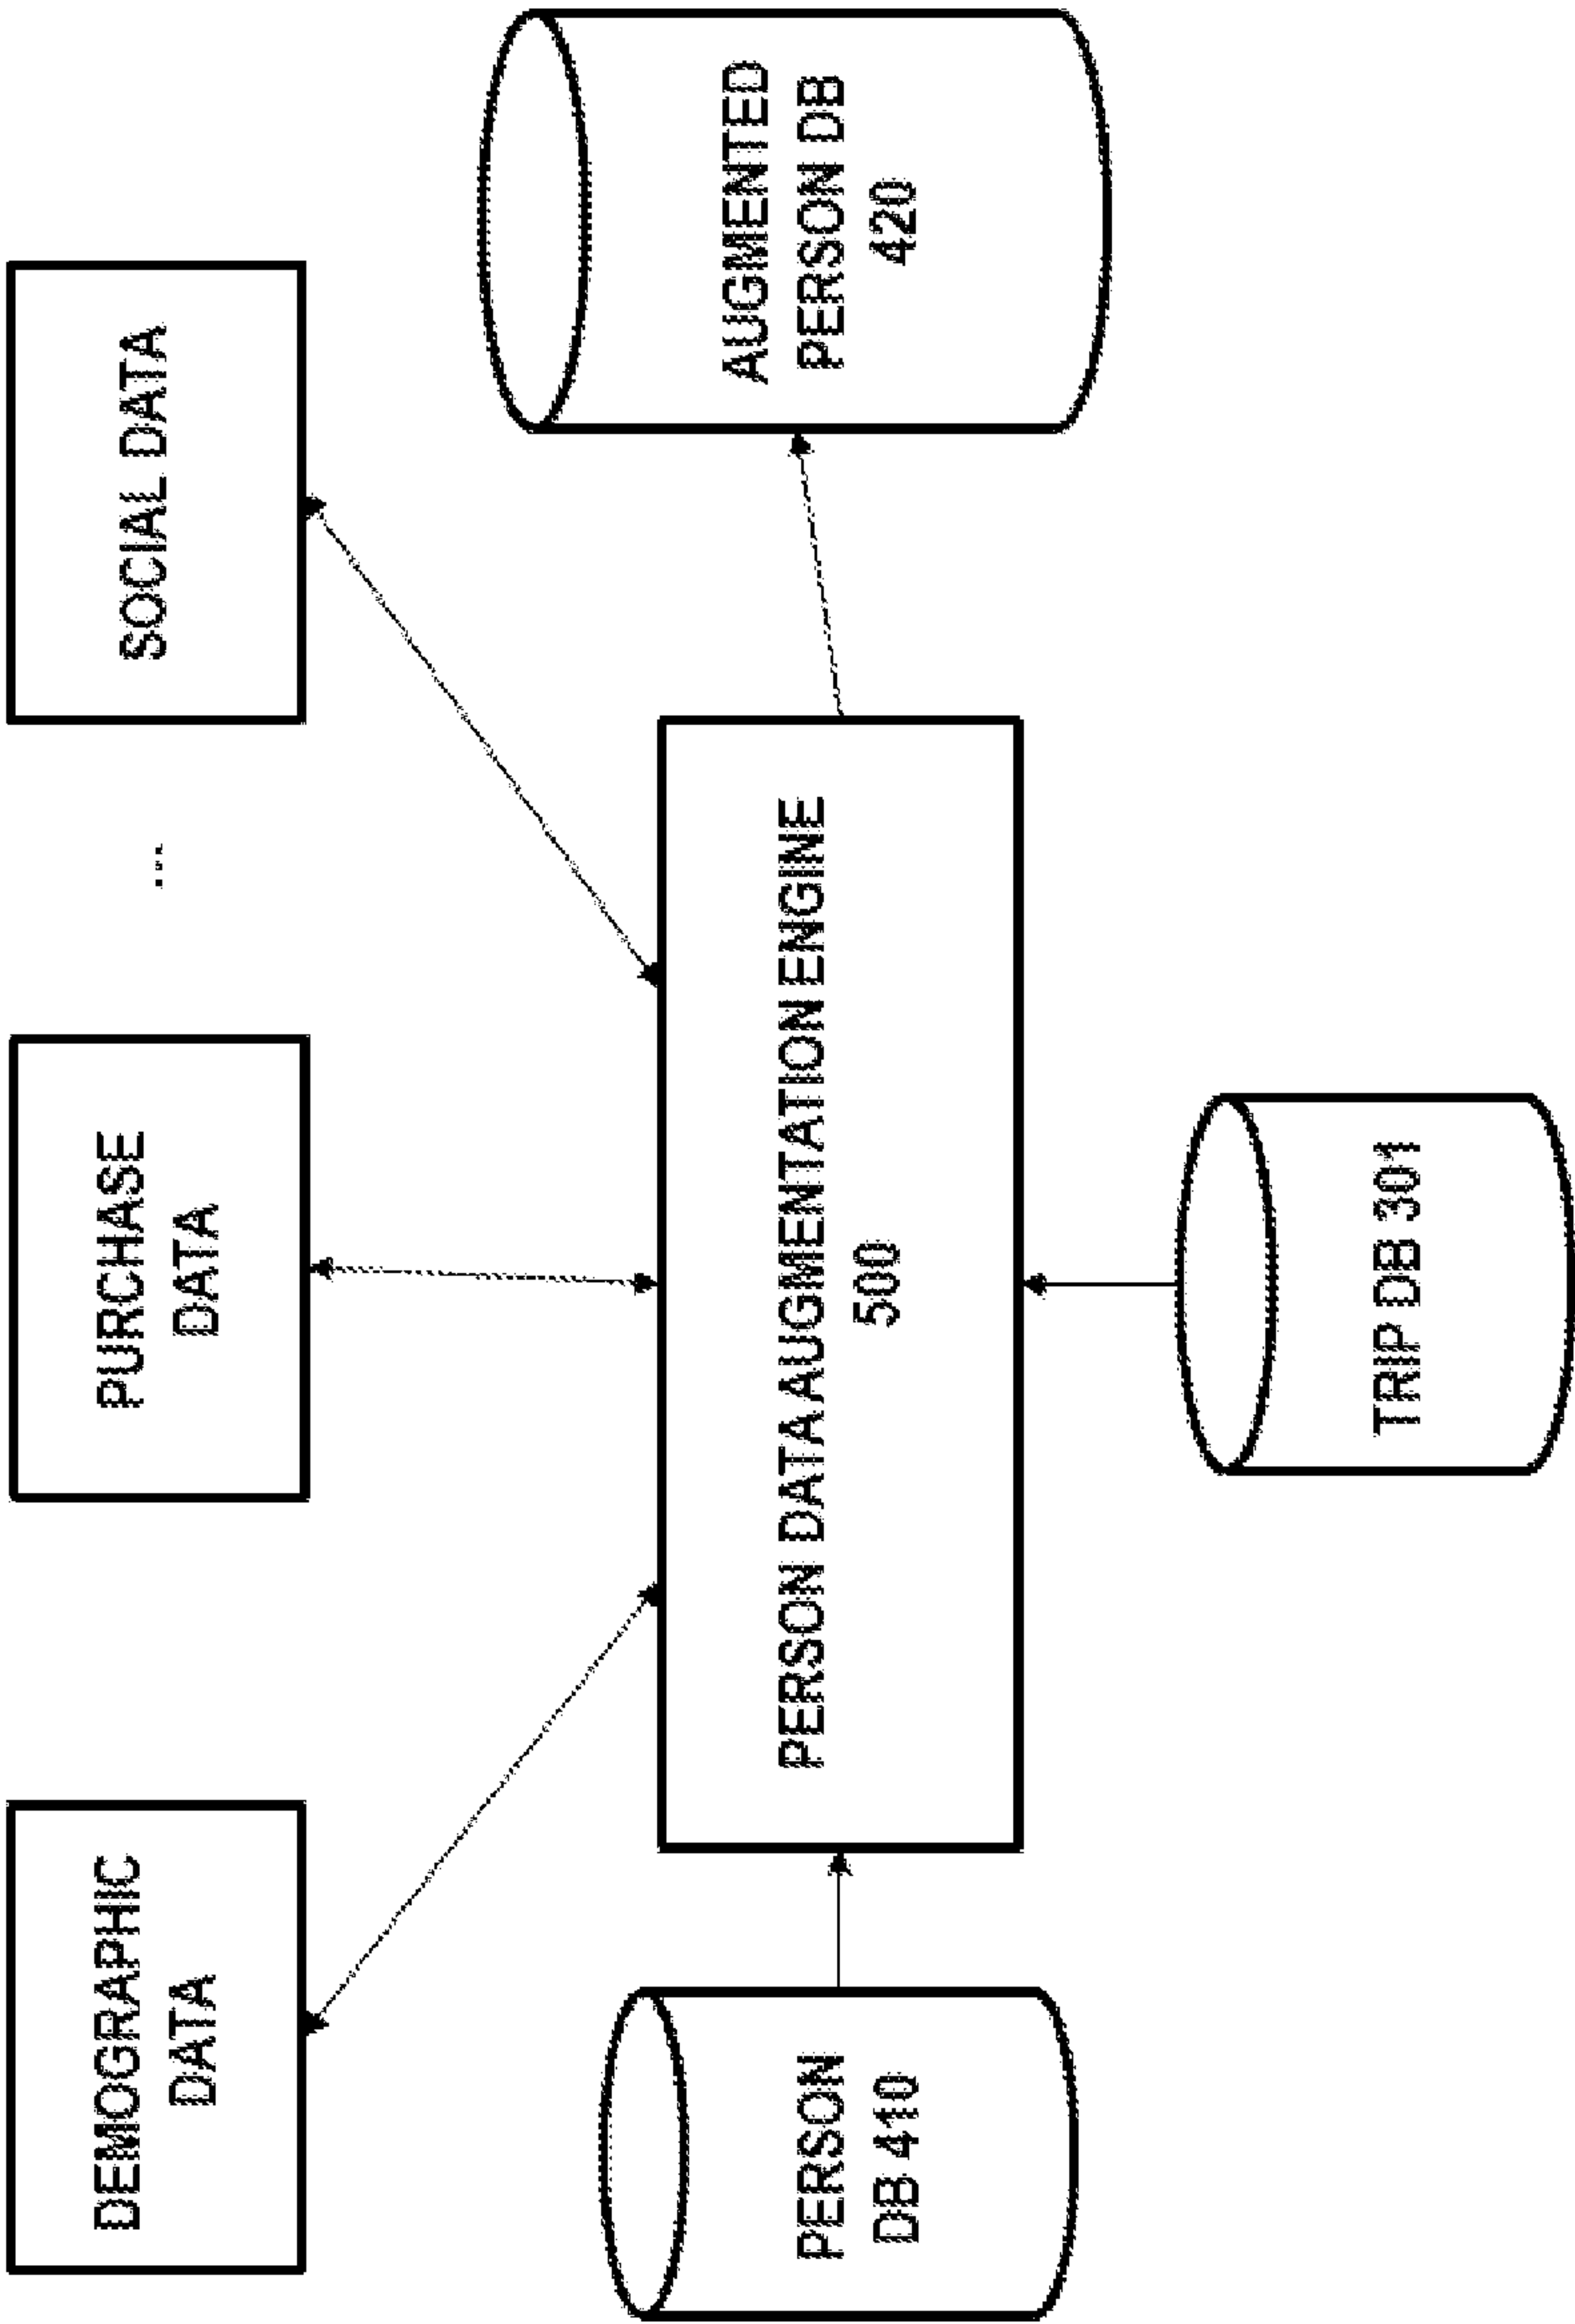 DEMOGRAPHIC
DATA
PURCHASE
DATA
...
SOCIAL DATA
PERSON
DB 410
PERSON DATA AUGMENTATION ENGINE
500
AUGMENTED
PERSON DB
420
TRIP DB 301